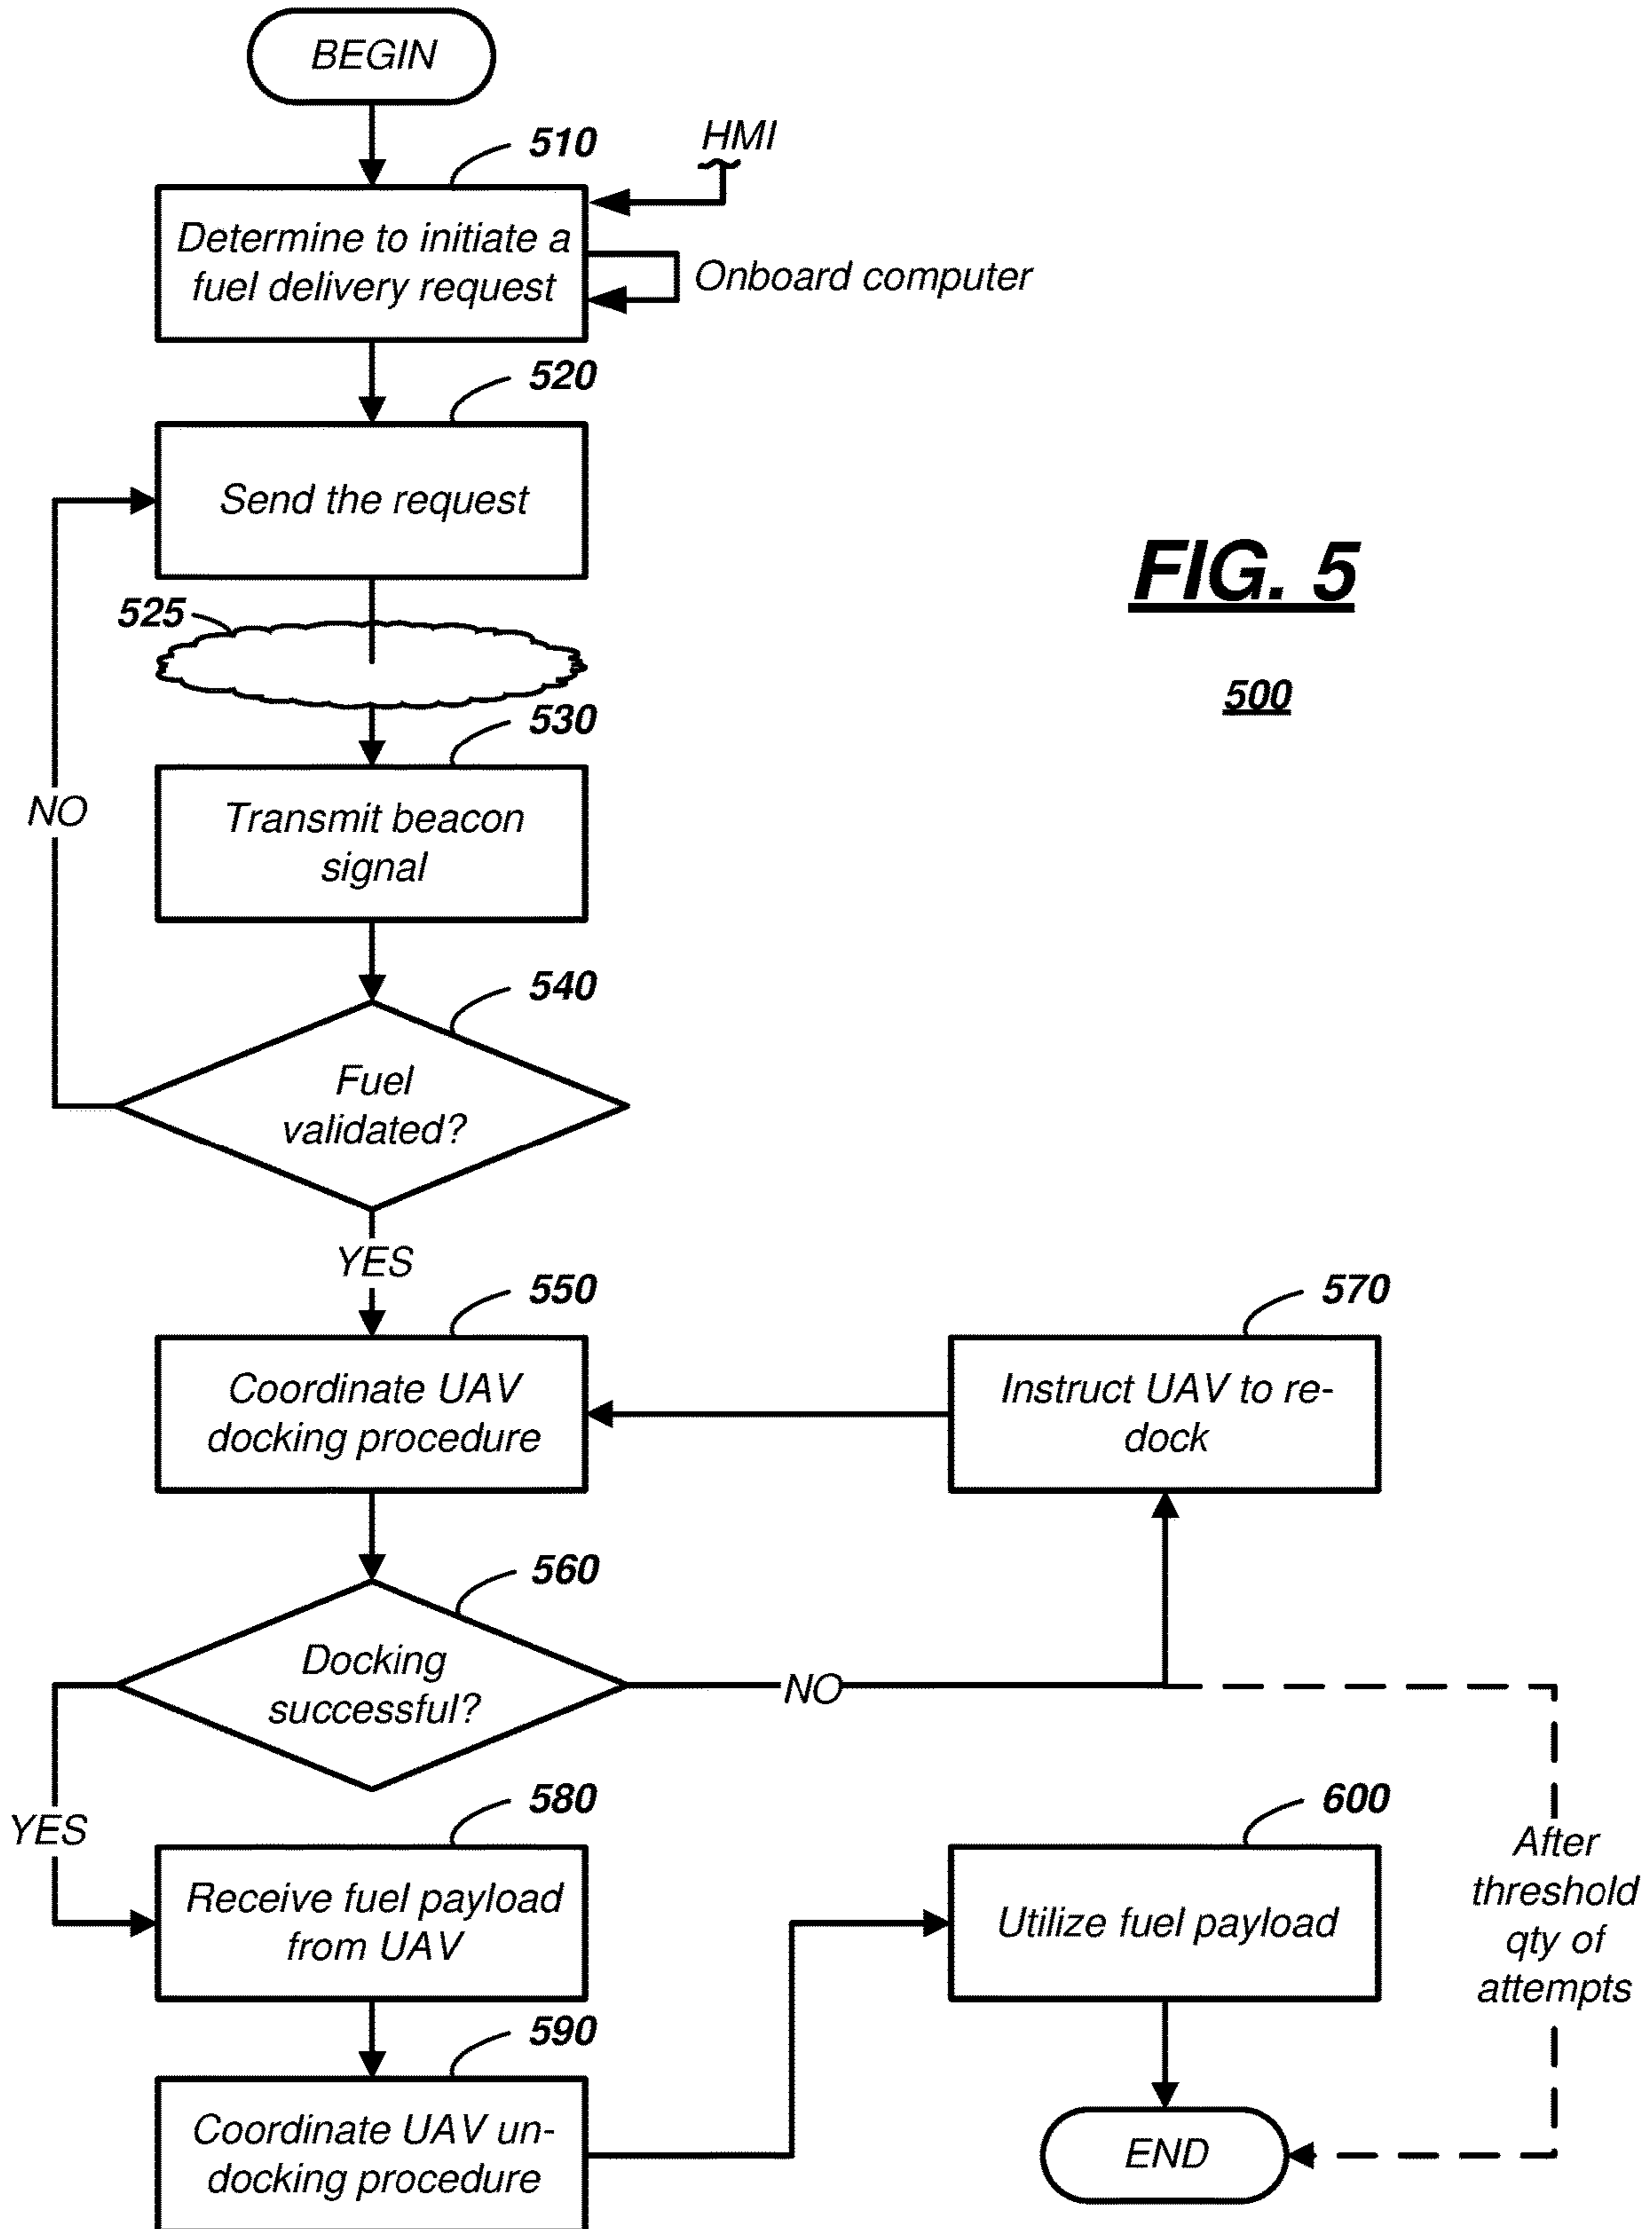 BEGIN
510
HMI
Determine to initiate a
fuel delivery request
Onboard computer
520
Send the request
FIG. 5
500
525
530
NO
Transmit beacon
signal
540
Fuel
validated?
YES
550
570
Coordinate UAV
docking procedure
Instruct UAV to re-
dock
560
Docking
successful?
NO
YES
580
600
After
threshold
qty of
attempts
Receive fuel payload
from UAV
Utilize fuel payload
590
Coordinate UAV un-
docking procedure
END